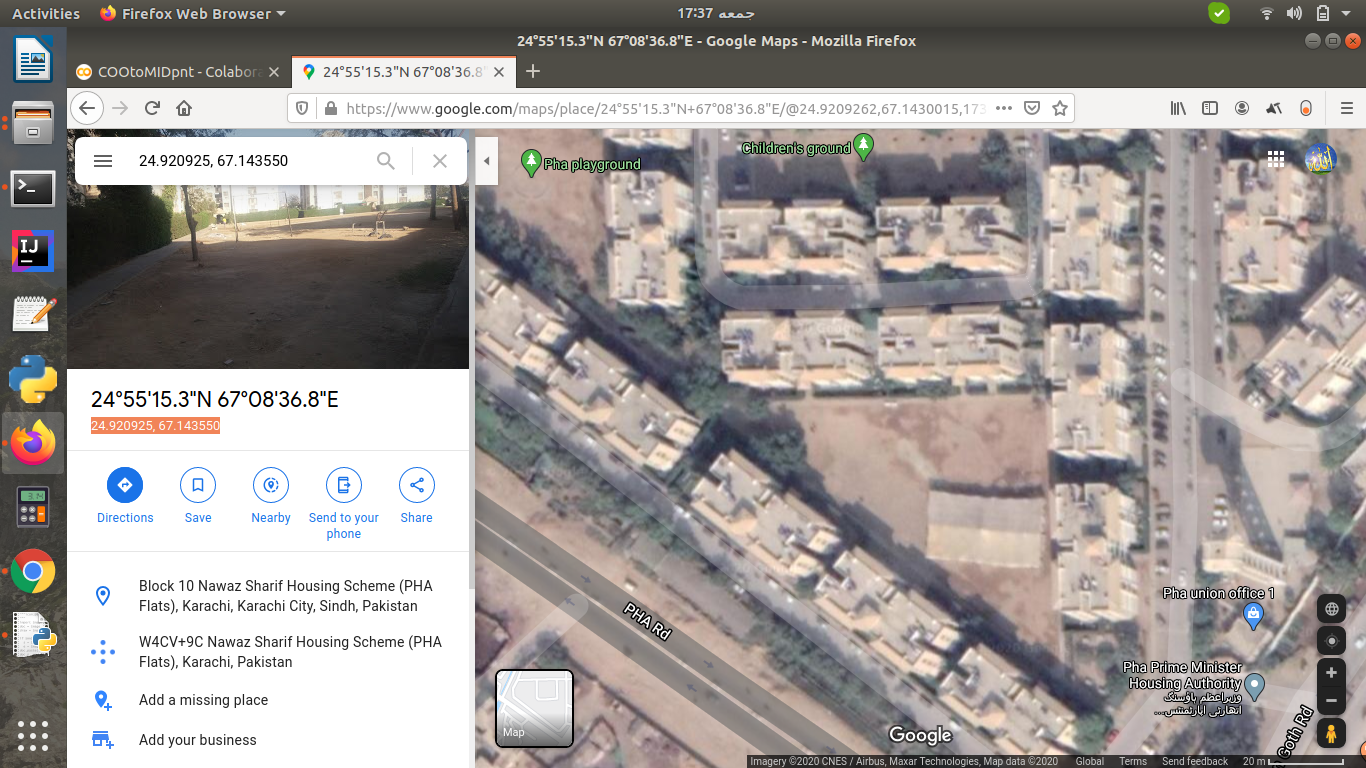 Activities
Firefox Web Browser
جمعه 17:37
24°55'15.3"N 67°08'36.8"E - Google Maps - Mozilla Firefox
COOtoMIDpnt - Colabora
24°55'15.3"N 67°08'36.8"
https://www.google.com/maps/place/24°55'15.3"N+67°08'36.8"E/@24.9209262,67.1430015,173
24.920925, 67.143550
24°55'15.3"N 67°08'36.8"E
24.920925, 67.143550
Directions
Save
Nearby
Send to your
phone
Share
Block 10 Nawaz Sharif Housing Scheme (PHA
Flats), Karachi, Karachi City, Sindh, Pakistan
W4CV+9C Nawaz Sharif Housing Scheme (PHA
Flats), Karachi, Pakistan
Add a missing place
Add your business
Pha playground
Children's ground
PHA Rd
Pha union office 1
Pha Prime Minister
Housing Authority
وزیراعظم ہاؤسنگ
اتھارٹی اپارٹمنٹس...
Goth Rd
Map
Google
Imagery ©2020 CNES / Airbus, Maxar Technologies, Map data ©2020
Global
Terms
Send feedback
20 m